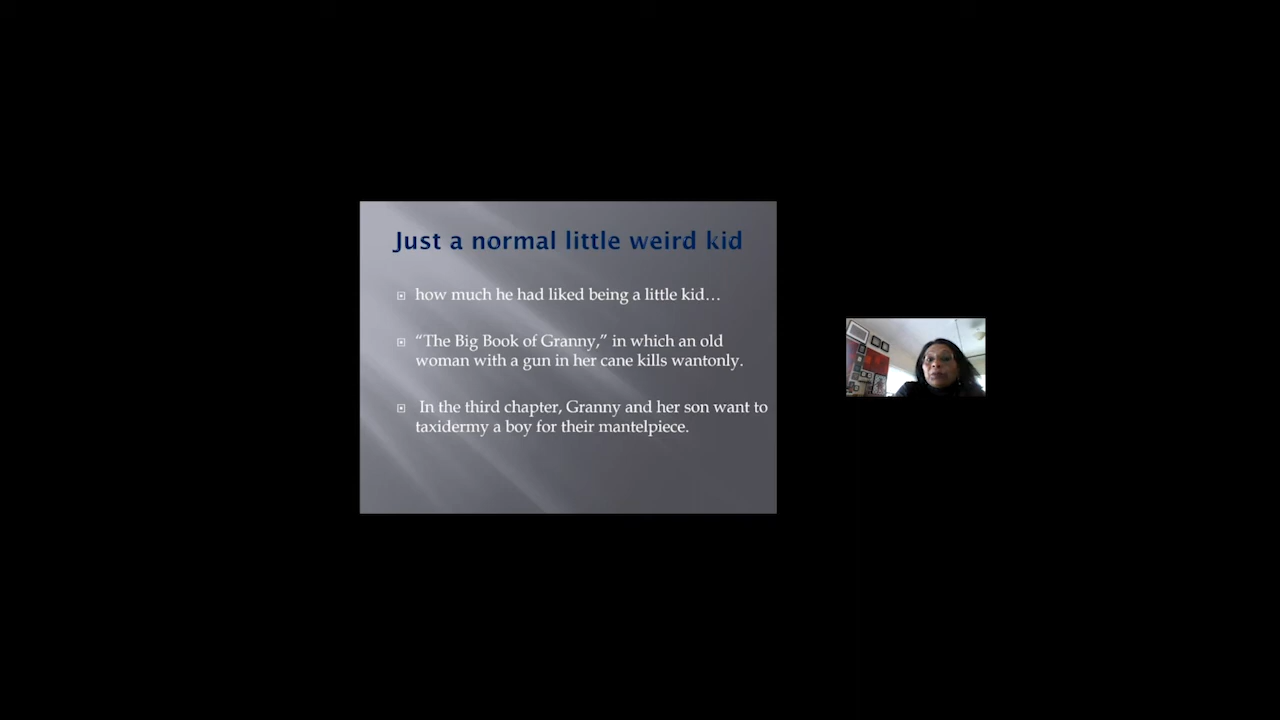 Just a normal little weird kid
how much he had liked being a little kid…
“The Big Book of Granny,” in which an old
woman with a gun in her cane kills wantonly.
In the third chapter, Granny and her son want to
taxidermy a boy for their mantelpiece.